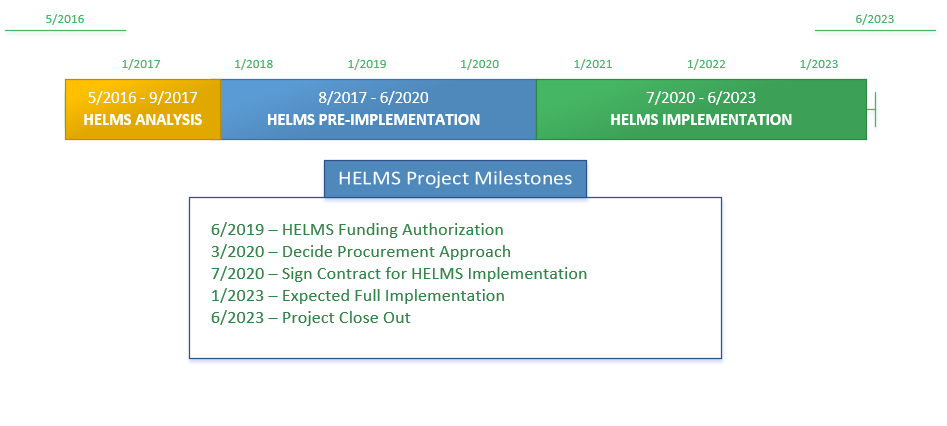 5/2016
6/2023
1/2017
1/2018
1/2019
1/2020
1/2021
1/2022
1/2023
5/2016 - 9/2017
HELMS ANALYSIS
8/2017 - 6/2020
HELMS PRE-IMPLEMENTATION
7/2020 - 6/2023
HELMS IMPLEMENTATION
HELMS Project Milestones
6/2019 – HELMS Funding Authorization
3/2020 – Decide Procurement Approach
7/2020 – Sign Contract for HELMS Implementation
1/2023 – Expected Full Implementation
6/2023 – Project Close Out